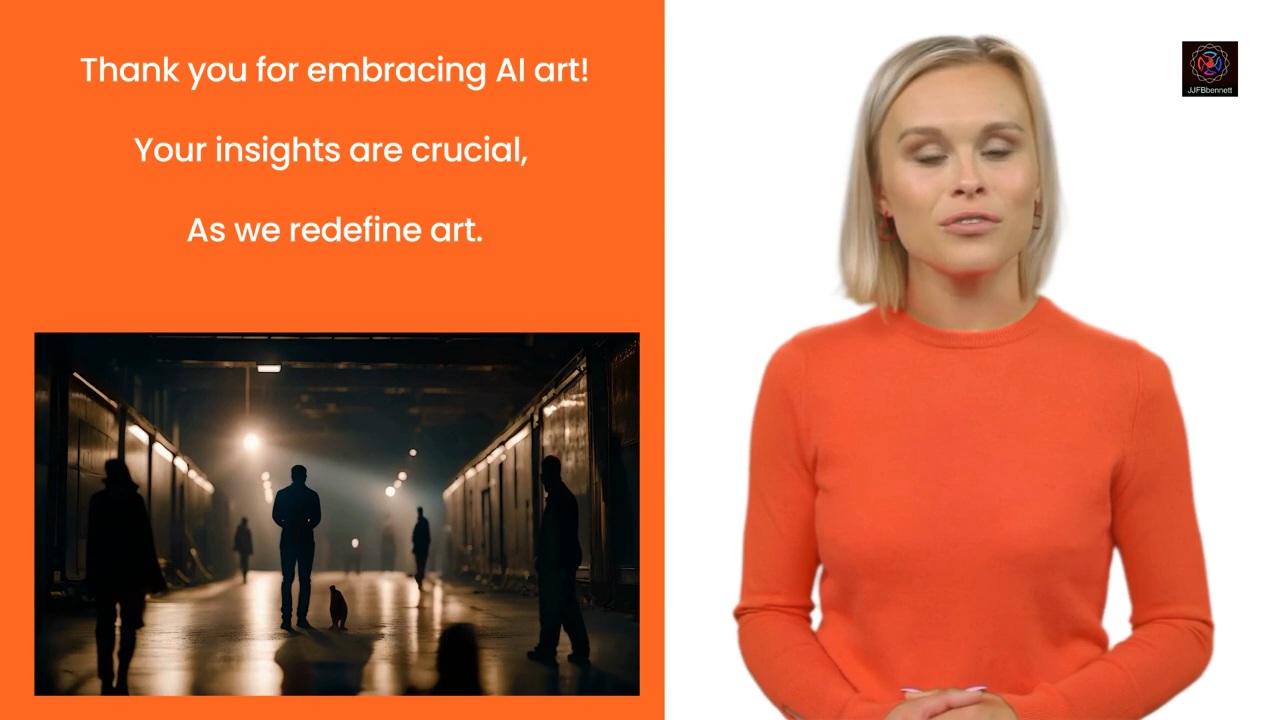 Thank you for embracing AI art!
Your insights are crucial,
As we redefine art.
JJFBbennett